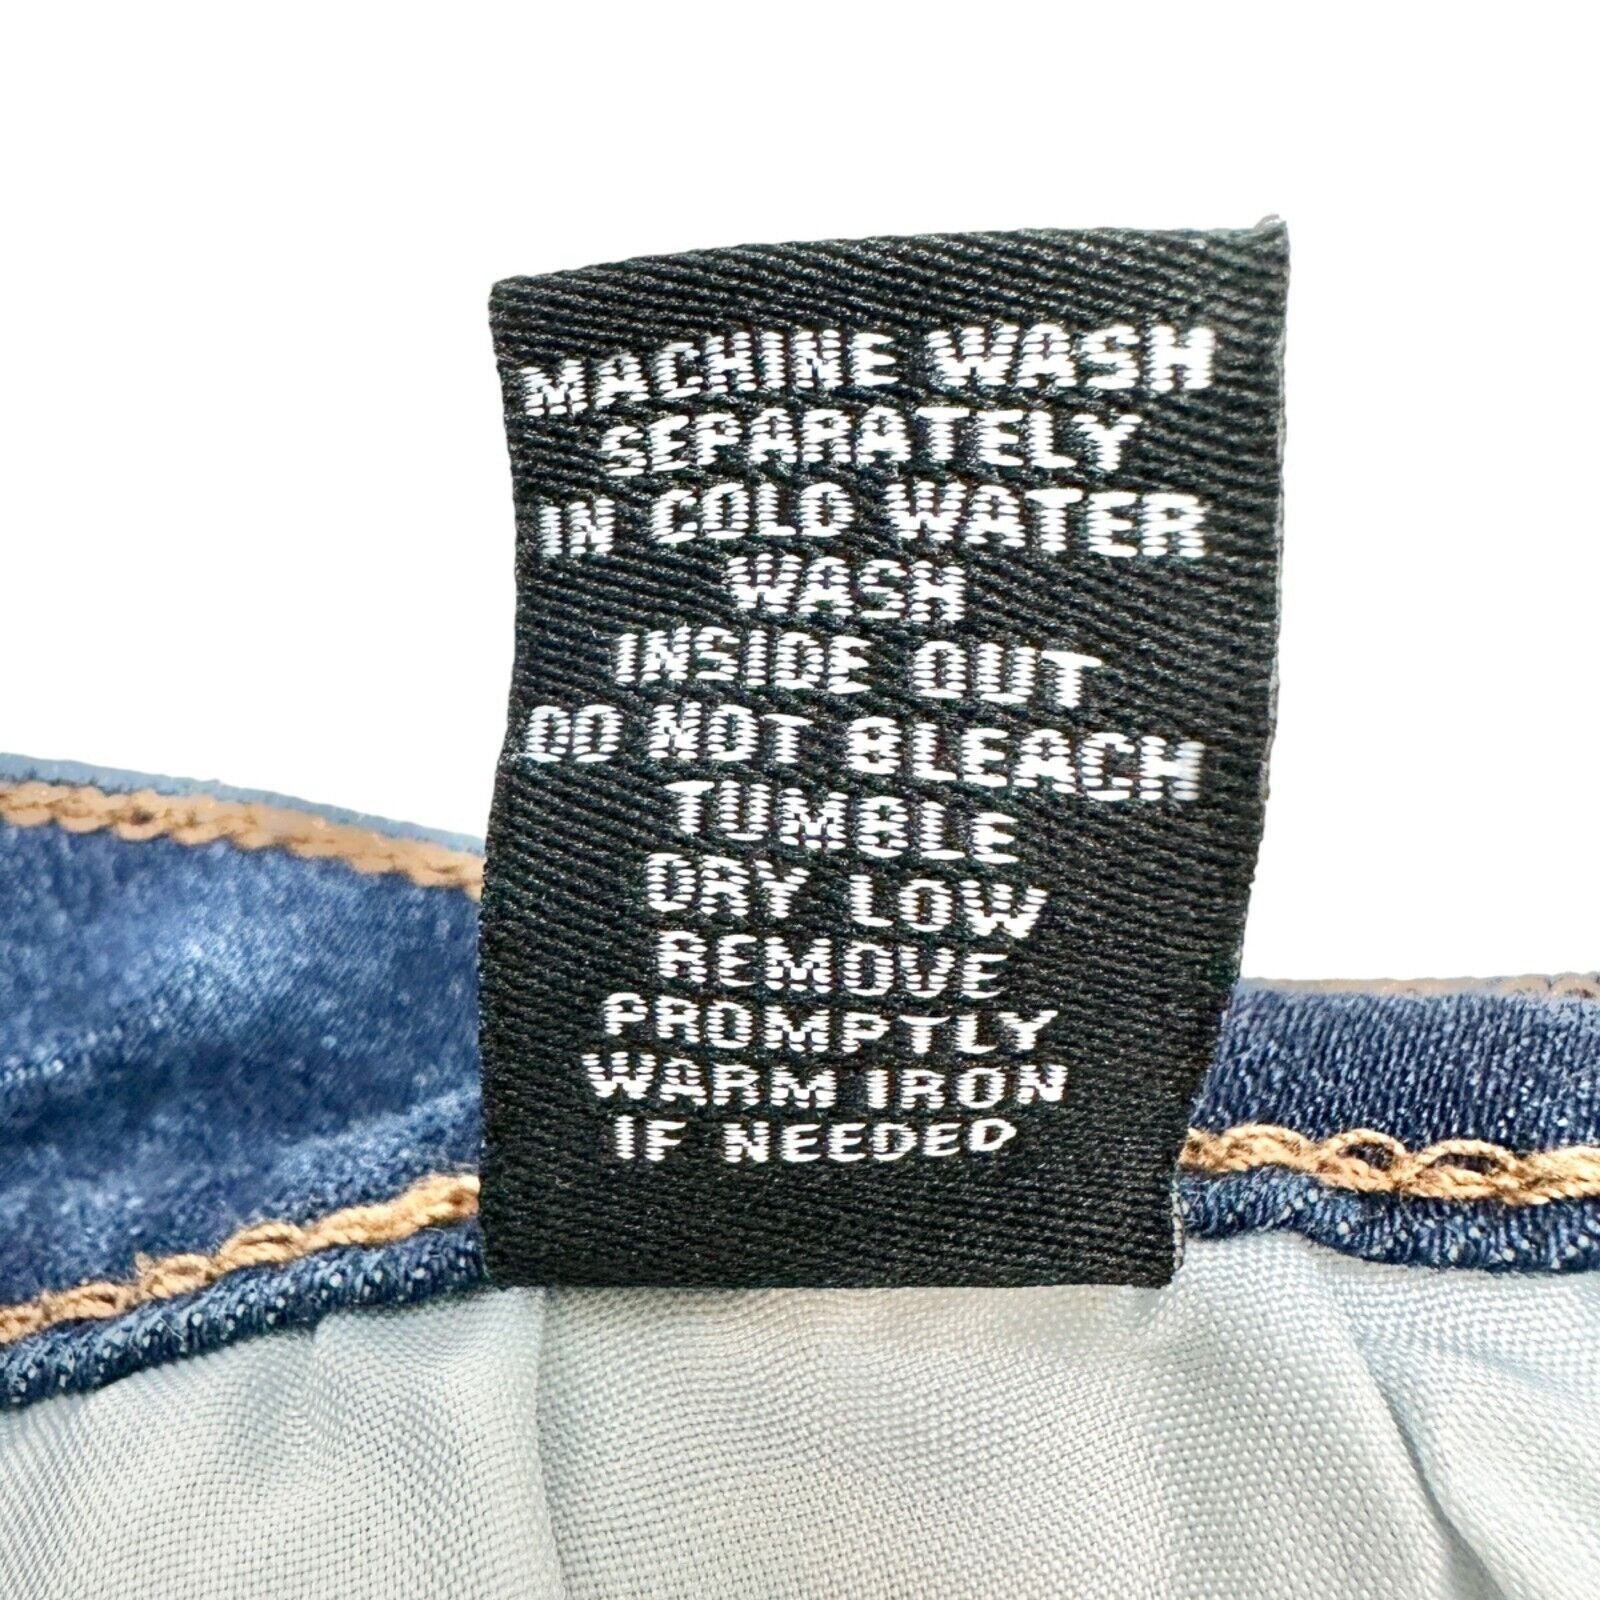 MACHINE WASH
SEPARATELY
IN COLD WATER
WASH
INSIDE OUT
DO NOT BLEACH
TUMBLE
DRY LOW
REMOVE
PROMPTLY
WARM IRON
IF NEEDED